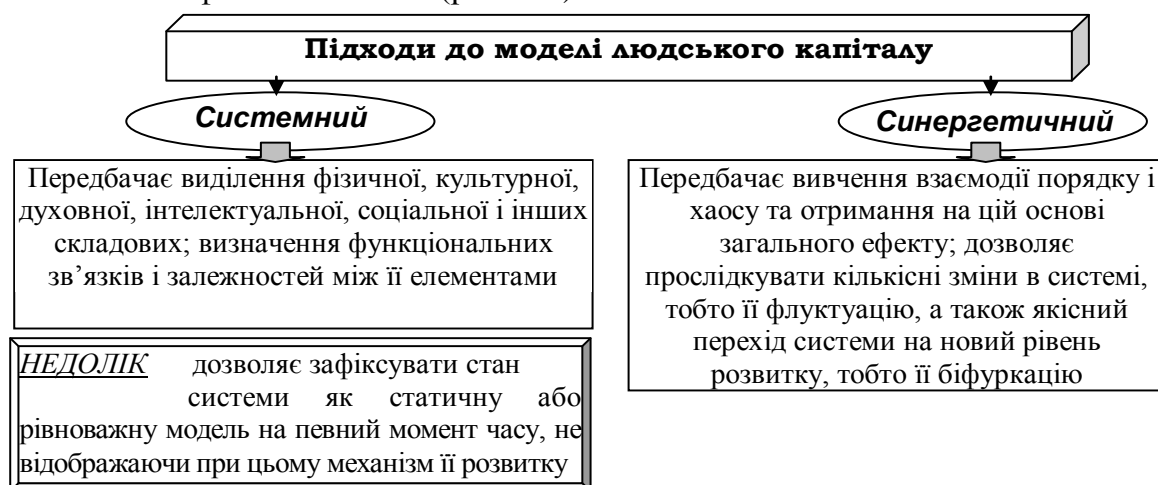 Підходи до моделі людського капіталу
Системний
Синергетичний
Передбачає виділення фізичної, культурної,
духовної, інтелектуальної, соціальної і інших
складових; визначення функціональних
зв’язків і залежностей між її елементами
НЕДОЛІК дозволяє зафіксувати стан
системи як статичну або
рівноважну модель на певний момент часу, не
відображаючи при цьому механізм її розвитку
Передбачає вивчення взаємодії порядку і
хаосу та отримання на цій основі
загального ефекту; дозволяє
прослідкувати кількісні зміни в системі,
тобто її флуктуацію, а також якісний
перехід системи на новий рівень
розвитку, тобто її біфуркацію